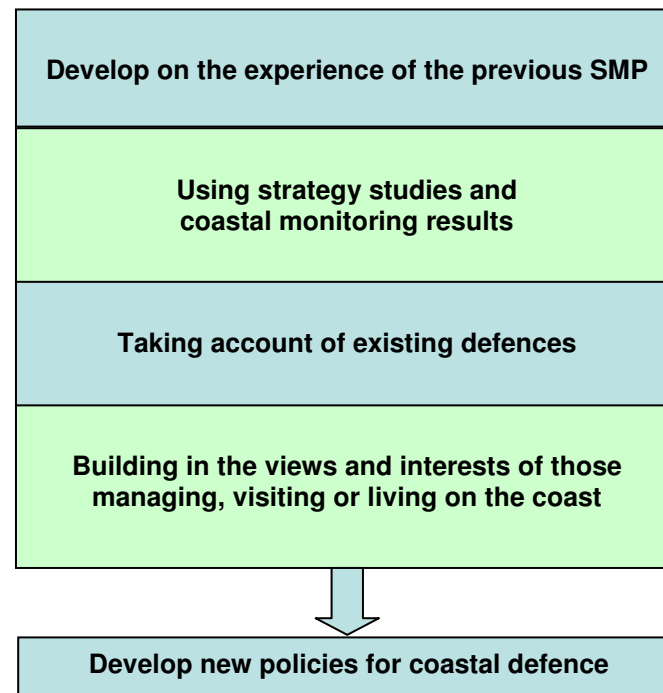 Develop on the experience of the previous SMP
Using strategy studies and
coastal monitoring results
Taking account of existing defences
Building in the views and interests of those
managing, visiting or living on the coast
Develop new policies for coastal defence